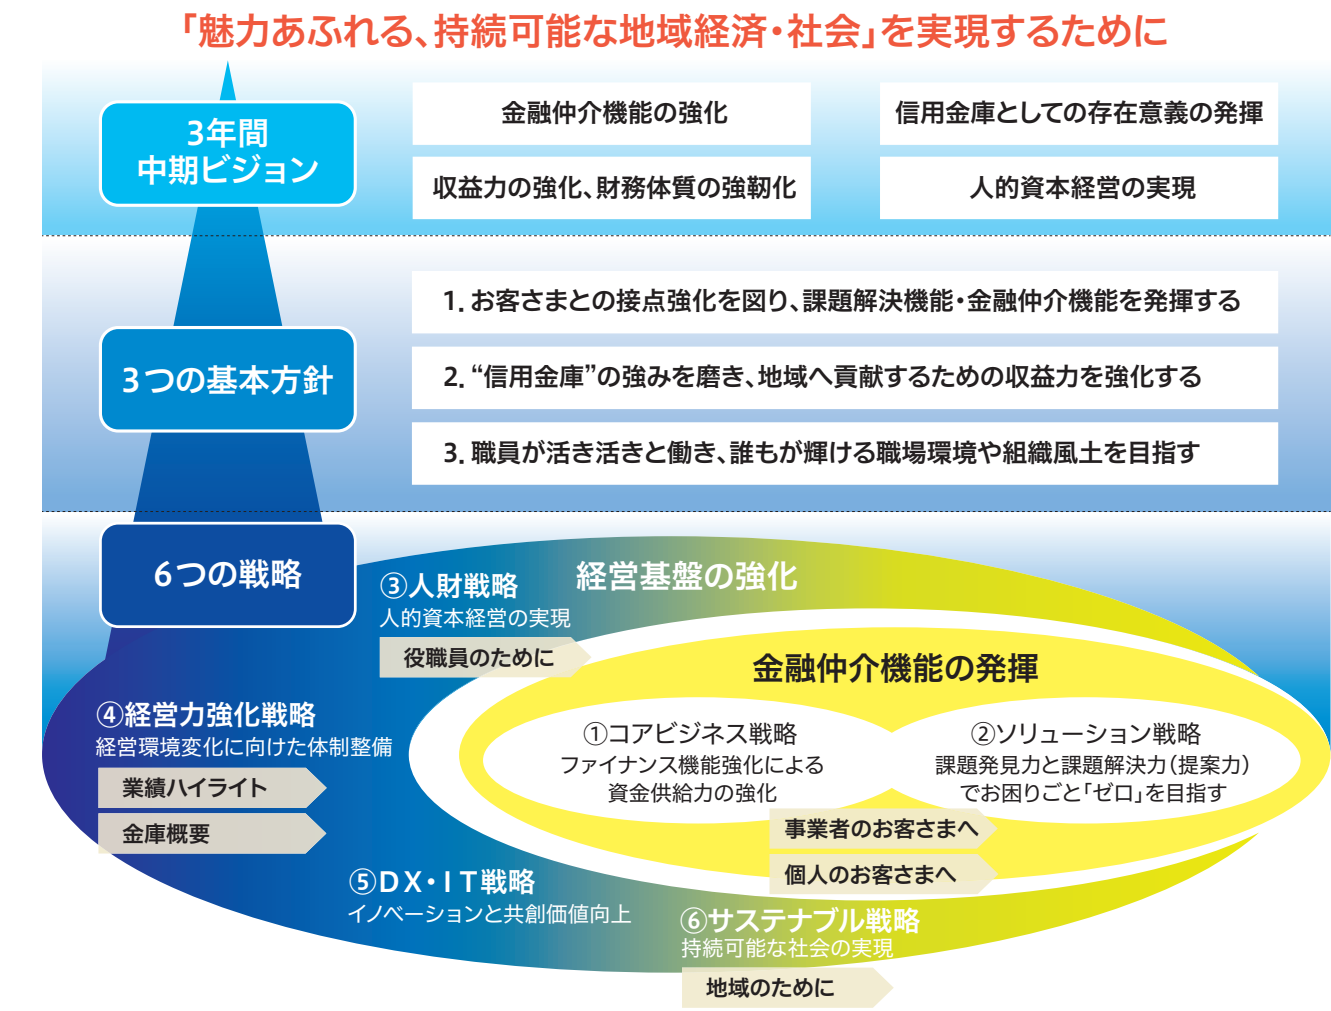 「魅力あふれる、持続可能な地域経済・社会」を実現するために
3年間
中期ビジョン
金融仲介機能の強化
信用金庫としての存在意義の発揮
収益力の強化、財務体質の強靭化
人的資本経営の実現
3つの基本方針
1. お客さまとの接点強化を図り、課題解決機能・金融仲介機能を発揮する
2. “信用金庫”の強みを磨き、地域へ貢献するための収益力を強化する
3. 職員が活き活きと働き、誰もが輝ける職場環境や組織風土を目指す
6つの戦略
経営基盤の強化
③人財戦略
人的資本経営の実現
役職員のために
金融仲介機能の発揮
④経営力強化戦略
経営環境変化に向けた体制整備
業績ハイライト
金庫概要
①コアビジネス戦略
ファイナンス機能強化による
資金供給力の強化
②ソリューション戦略
課題発見力と課題解決力（提案力）
でお困りごと「ゼロ」を目指す
事業者のお客さまへ
個人のお客さまへ
⑤DX・IT戦略
イノベーションと共創価値向上
⑥サステナブル戦略
持続可能な社会の実現
地域のために